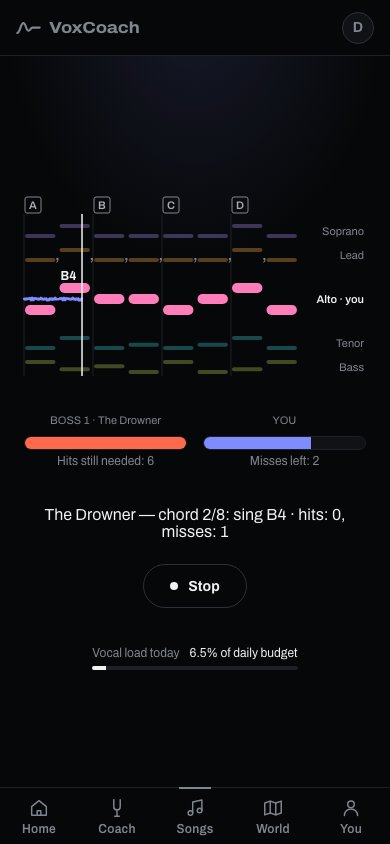 VoxCoach
D
A B C D
Soprano
Lead
, , , , , ,
B4
Alto · you
Tenor
Bass
BOSS 1 · The Drowner
YOU
Hits still needed: 6
Misses left: 2
The Drowner — chord 2/8: sing B4 · hits: 0,
misses: 1
Stop
Vocal load today 6.5% of daily budget
Home Coach Songs World You